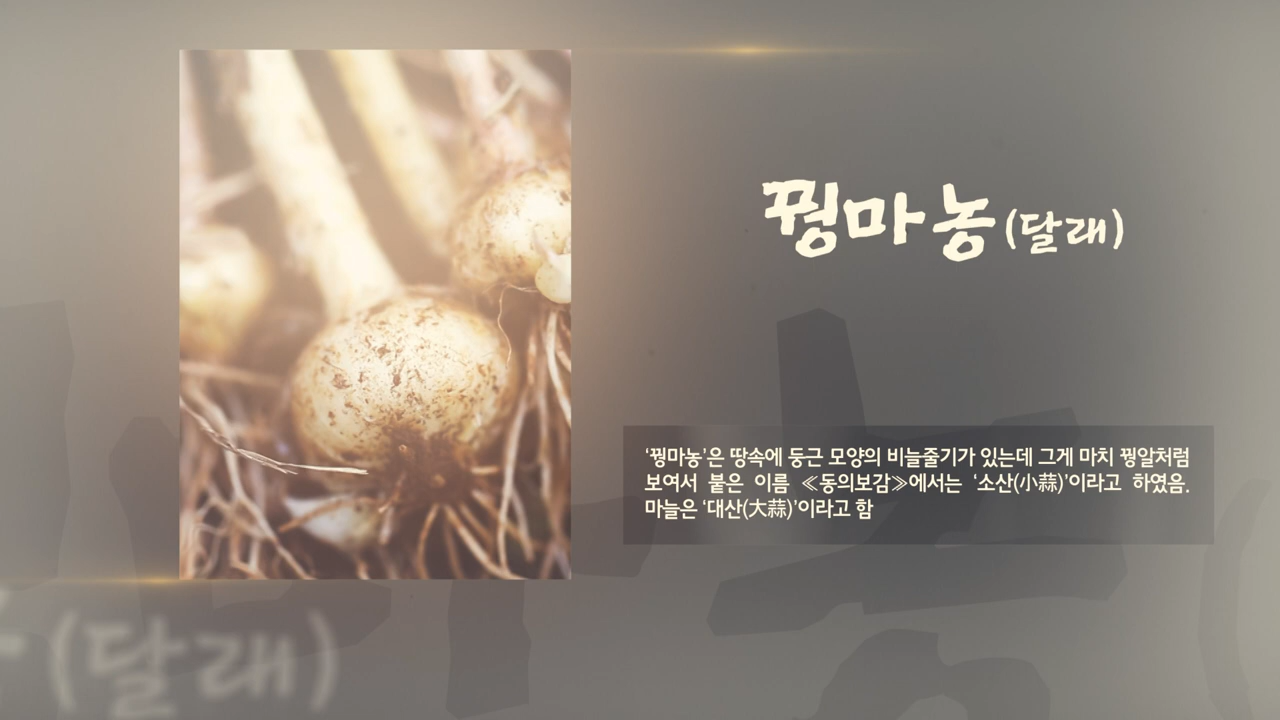 꿩마농(달래)
‘꿩마농’은 땅속에 둥근 모양의 비늘줄기가 있는데 그게 마치 꿩알처럼
보여서 붙은 이름 ≪동의보감≫에서는 ‘소산(小蒜)’이라고 하였음.
마늘은 ‘대산(大蒜)’이라고 함
(달래)